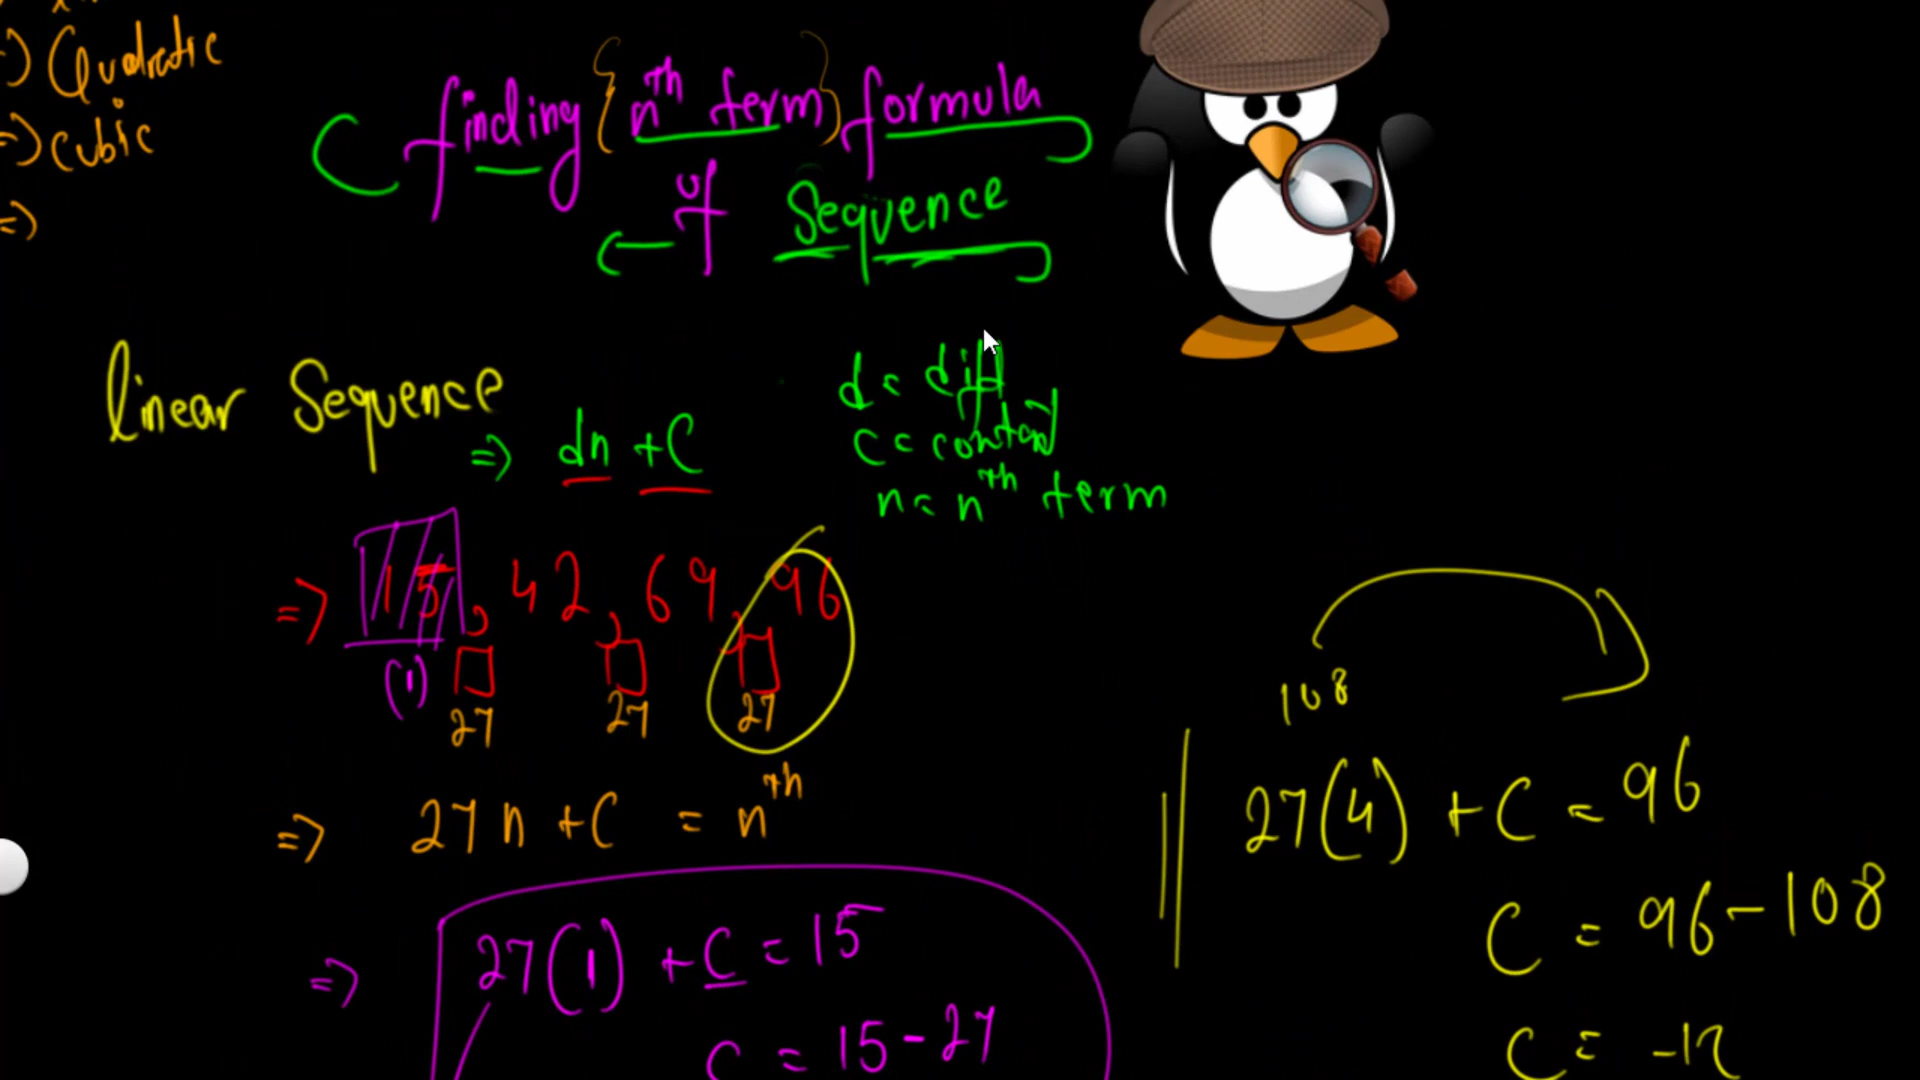 =) Quadratic
=) cubic
=)
finding {nth term} formula
of Sequence
linear Sequence
=> dn + C
d = diff
c = constant
n = nth term
=> 15, 42, 69, 96
(1) 27 27 27
=> 27n + C = nth
=> 27(1) + C = 15
C = 15 - 27
108
27(4) + C = 96
C = 96 - 108
C = -12